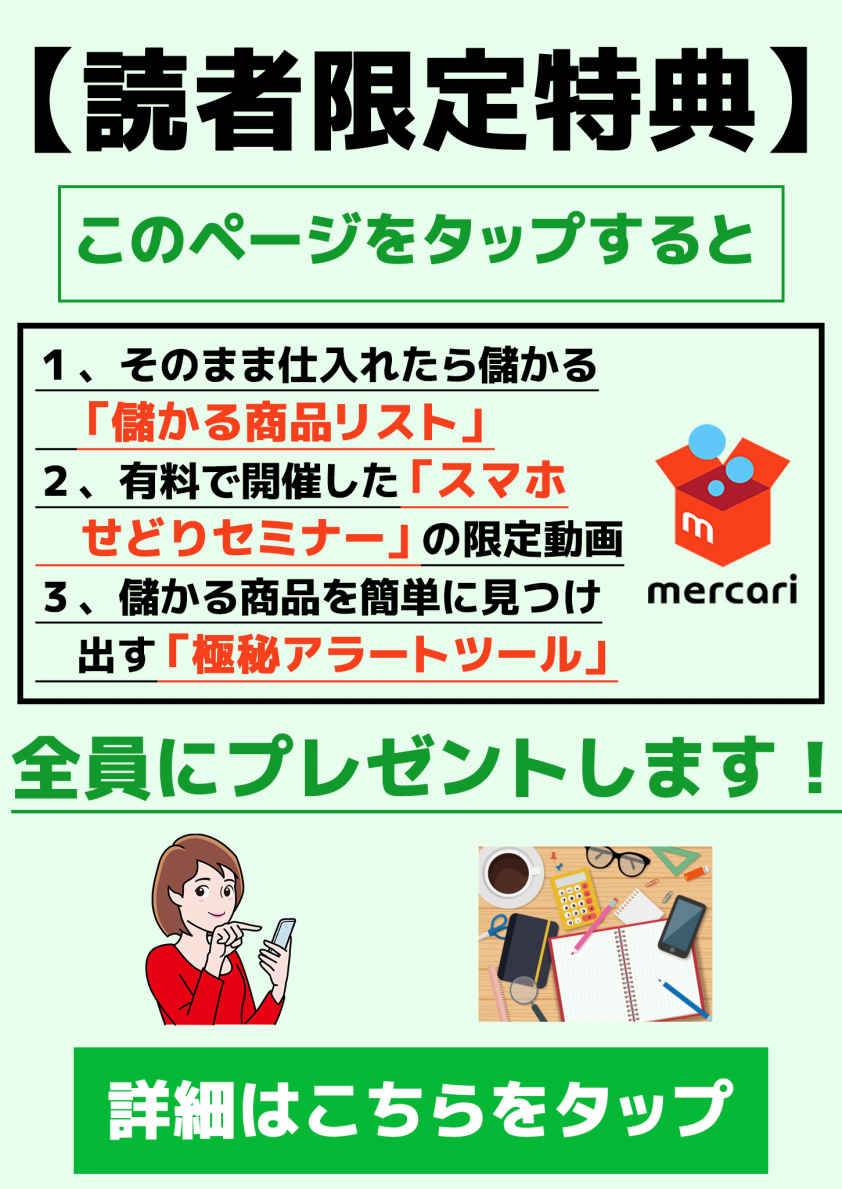 【読者限定特典】
このページをタップすると
１、そのまま仕入れたら儲かる
「儲かる商品リスト」
２、有料で開催した「スマホ
せどりセミナー」の限定動画
３、儲かる商品を簡単に見つけ
出す「極秘アラートツール」
m
mercari
全員にプレゼントします！
詳細はこちらをタップ